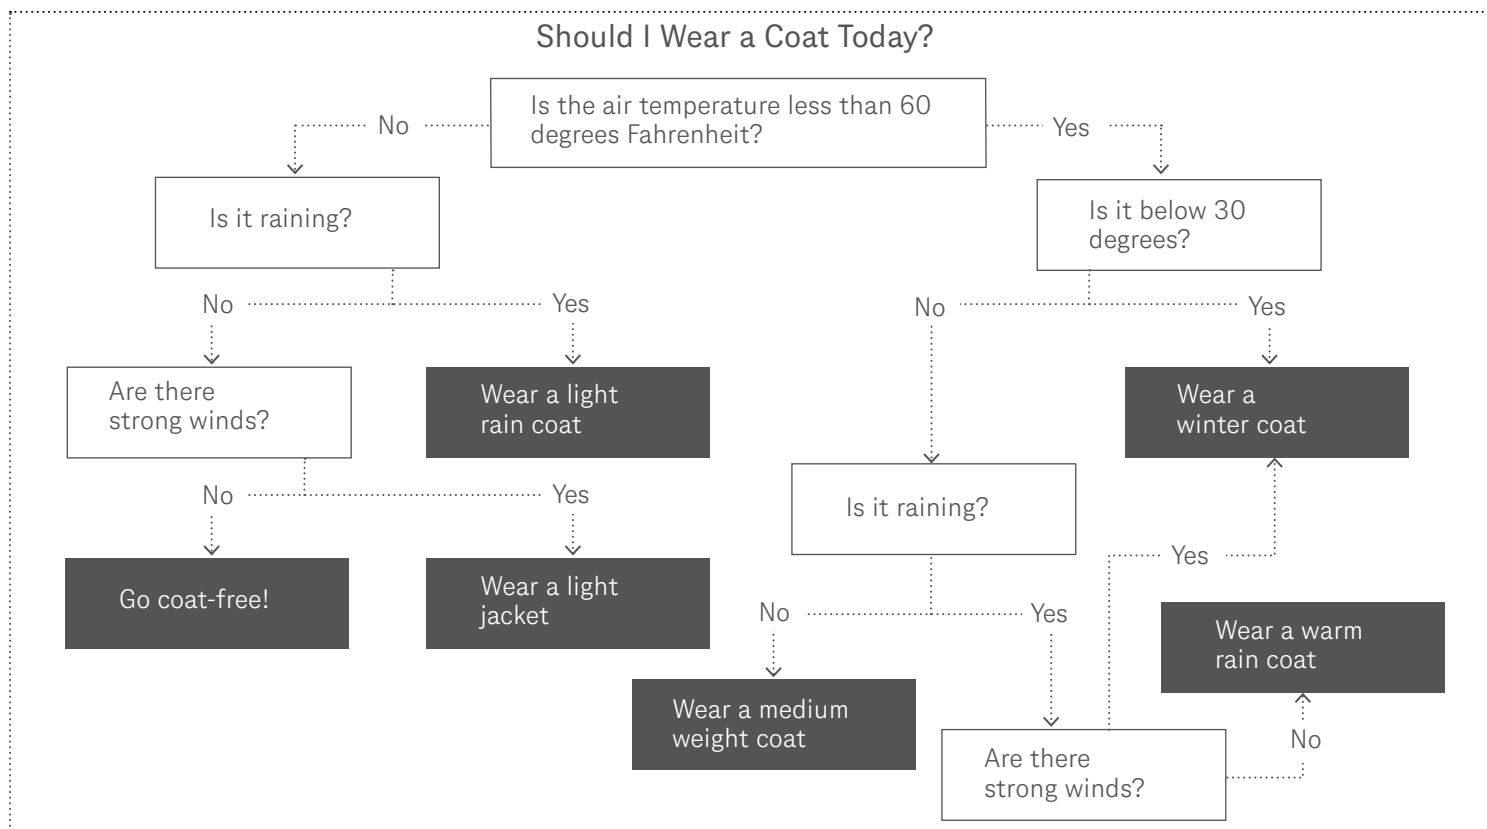 Should I Wear a Coat Today?
Is the air temperature less than 60
degrees Fahrenheit?
No
Yes
Is it raining?
Is it below 30
degrees?
No
Yes
No
Yes
Are there
strong winds?
Wear a light
rain coat
Wear a
winter coat
Is it raining?
No
Yes
Yes
Go coat-free!
Wear a light
jacket
No
Yes
Wear a warm
rain coat
Wear a medium
weight coat
No
Are there
strong winds?